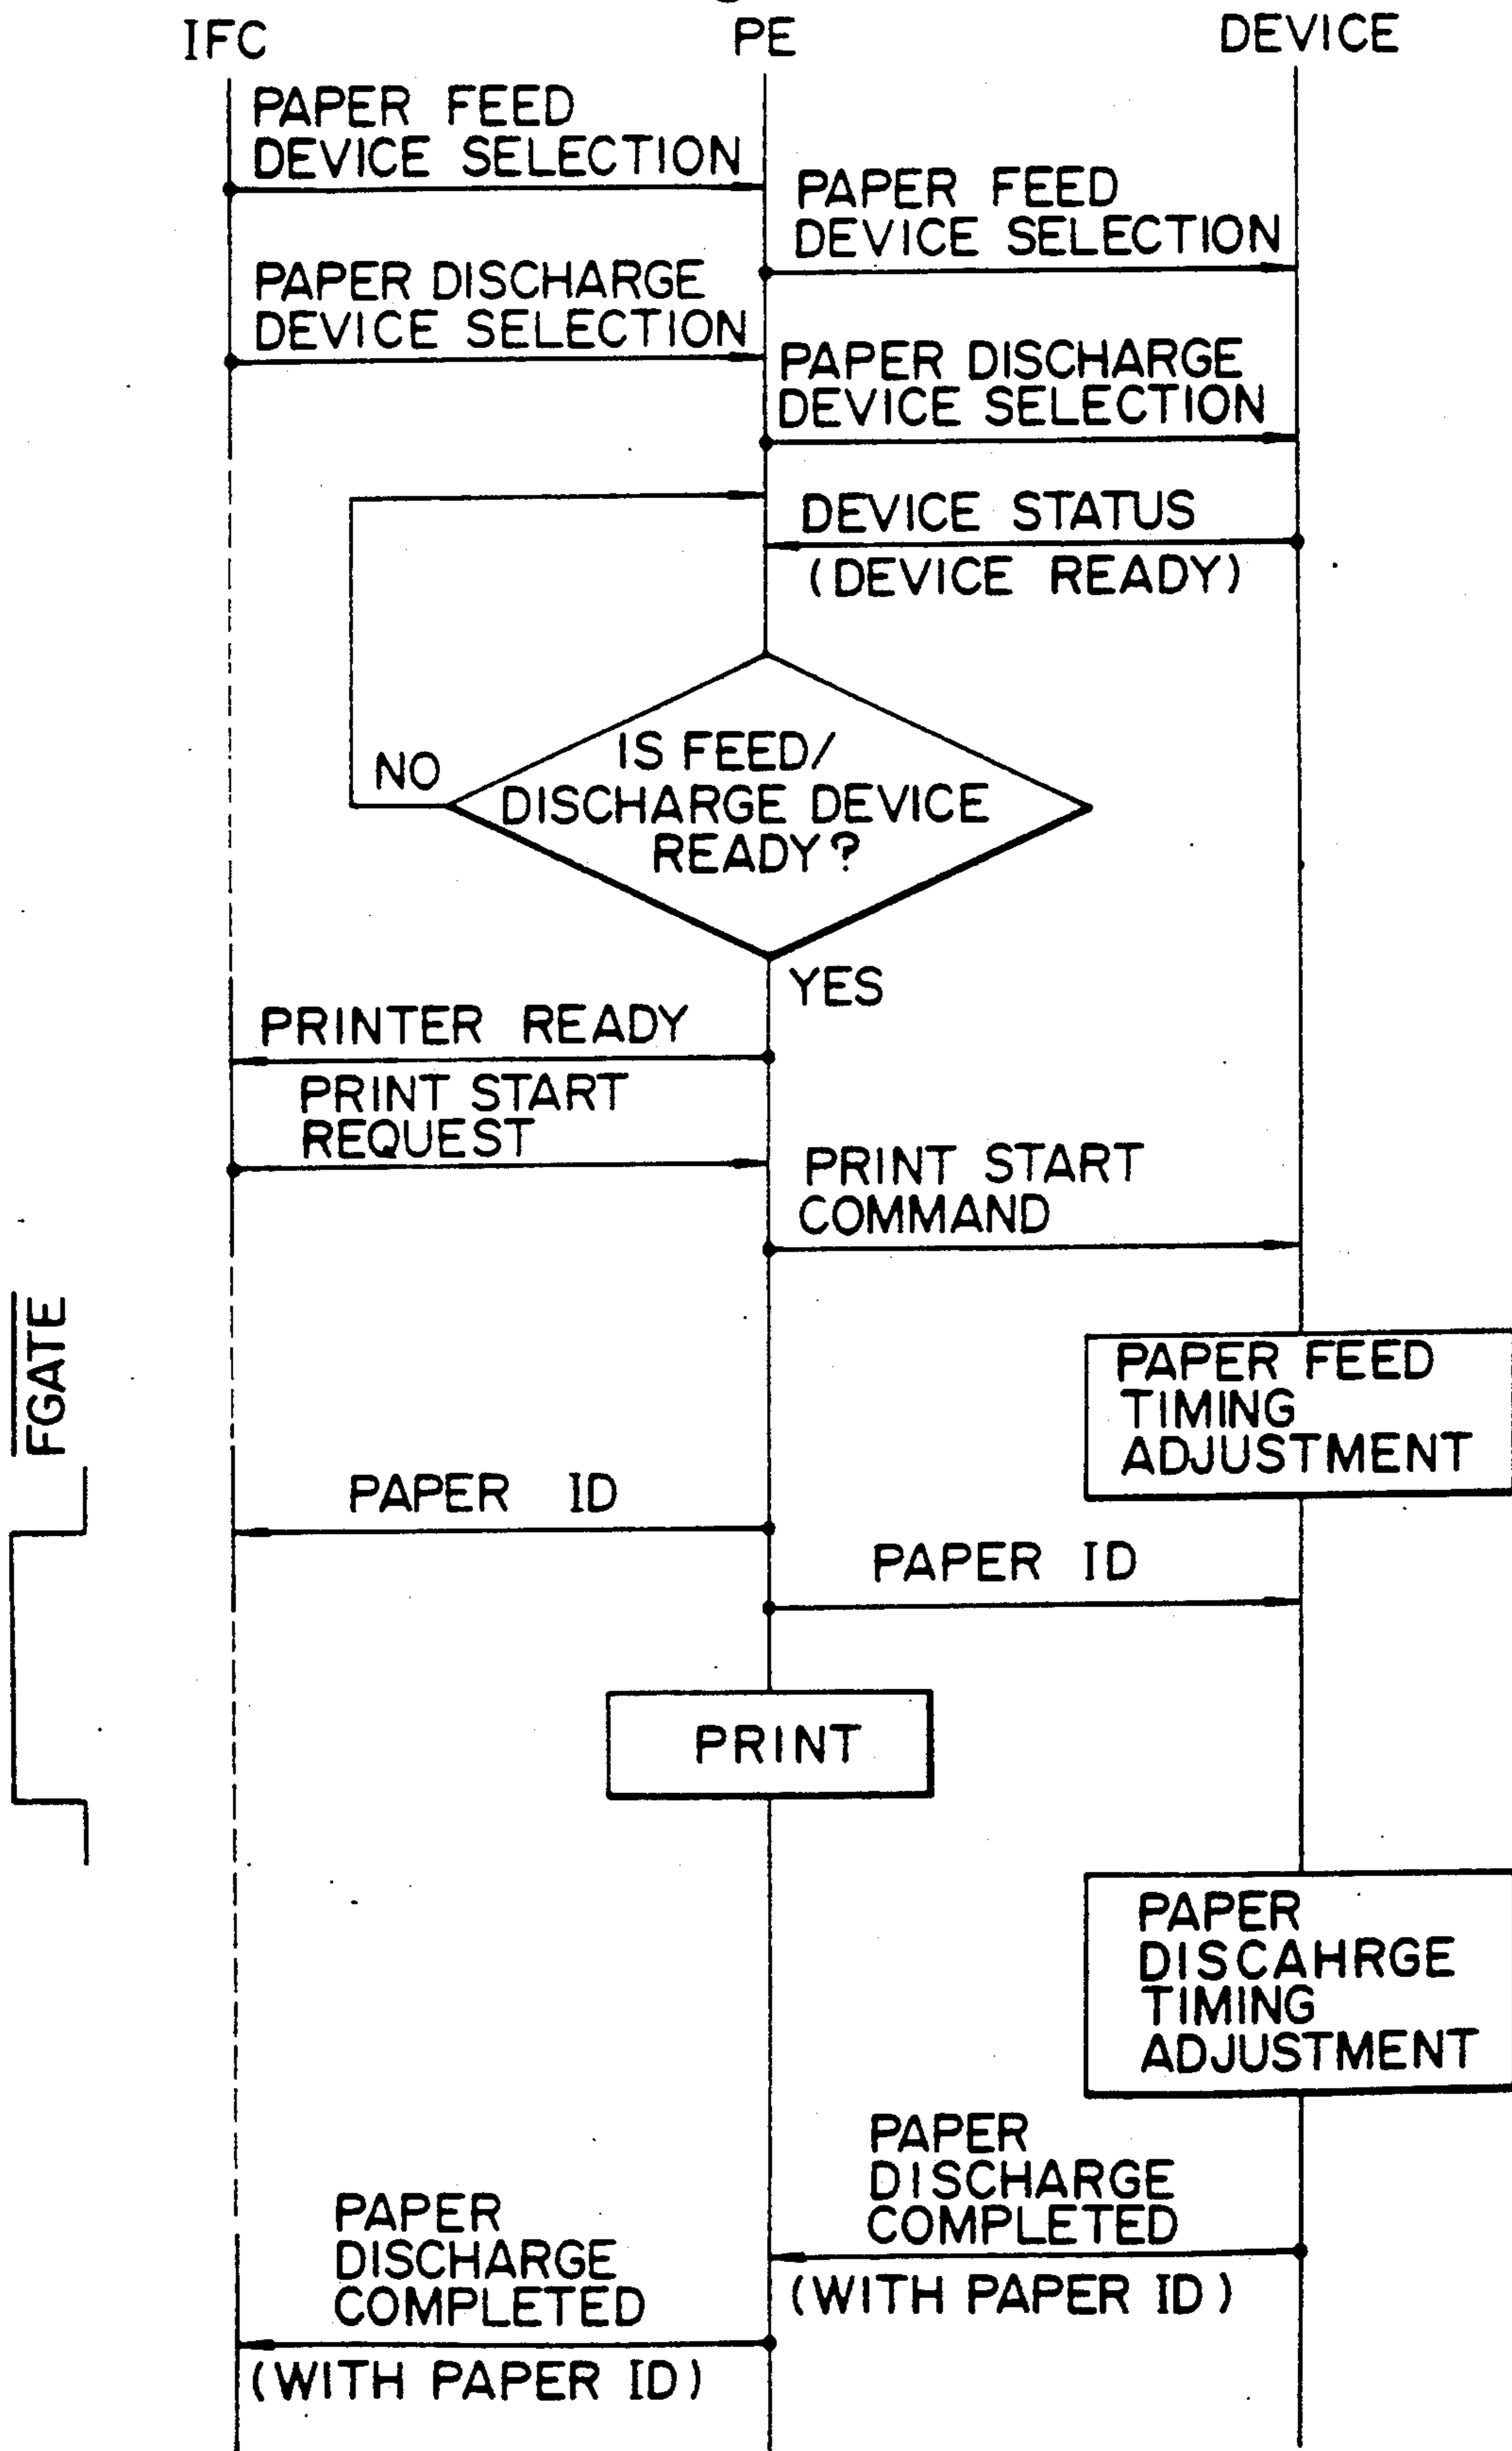 IFC
PE
DEVICE
PAPER FEED
DEVICE SELECTION
PAPER FEED
DEVICE SELECTION
PAPER DISCHARGE
DEVICE SELECTION
PAPER DISCHARGE
DEVICE SELECTION
DEVICE STATUS
(DEVICE READY)
IS FEED/
DISCHARGE DEVICE
READY?
NO
YES
PRINTER READY
PRINT START
REQUEST
PRINT START
COMMAND
FGATE
PAPER FEED
TIMING
ADJUSTMENT
PAPER ID
PAPER ID
PRINT
PAPER
DISCAHRGE
TIMING
ADJUSTMENT
PAPER
DISCHARGE
COMPLETED
(WITH PAPER ID)
PAPER
DISCHARGE
COMPLETED
(WITH PAPER ID)